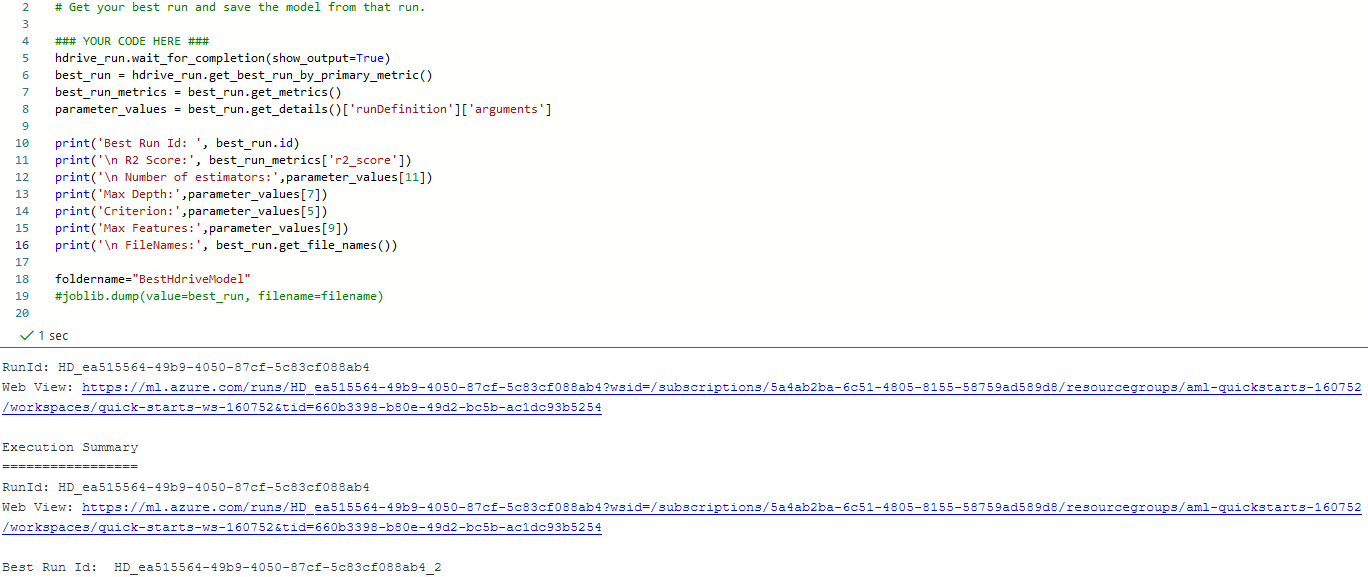 2 # Get your best run and save the model from that run.
3
4 ### YOUR CODE HERE ###
5 hdrive_run.wait_for_completion(show_output=True)
6 best_run = hdrive_run.get_best_run_by_primary_metric()
7 best_run_metrics = best_run.get_metrics()
8 parameter_values = best_run.get_details()['runDefinition']['arguments']
9
10 print('Best Run Id: ', best_run.id)
11 print('\n R2 Score:', best_run_metrics['r2_score'])
12 print('\n Number of estimators:',parameter_values[11])
13 print('Max Depth:',parameter_values[7])
14 print('Criterion:',parameter_values[5])
15 print('Max Features:',parameter_values[9])
16 print('\n FileNames:', best_run.get_file_names())
17
18 foldername="BestHdriveModel"
19 #joblib.dump(value=best_run, filename=filename)
20
✓ 1 sec
RunId: HD_ea515564-49b9-4050-87cf-5c83cf088ab4
Web View: https://ml.azure.com/runs/HD_ea515564-49b9-4050-87cf-5c83cf088ab4?wsid=/subscriptions/5a4ab2ba-6c51-4805-8155-58759ad589d8/resourcegroups/aml-quickstarts-160752
/workspaces/quick-starts-ws-160752&tid=660b3398-b80e-49d2-bc5b-ac1dc93b5254
Execution Summary
=================
RunId: HD_ea515564-49b9-4050-87cf-5c83cf088ab4
Web View: https://ml.azure.com/runs/HD_ea515564-49b9-4050-87cf-5c83cf088ab4?wsid=/subscriptions/5a4ab2ba-6c51-4805-8155-58759ad589d8/resourcegroups/aml-quickstarts-160752
/workspaces/quick-starts-ws-160752&tid=660b3398-b80e-49d2-bc5b-ac1dc93b5254
Best Run Id:  HD_ea515564-49b9-4050-87cf-5c83cf088ab4_2